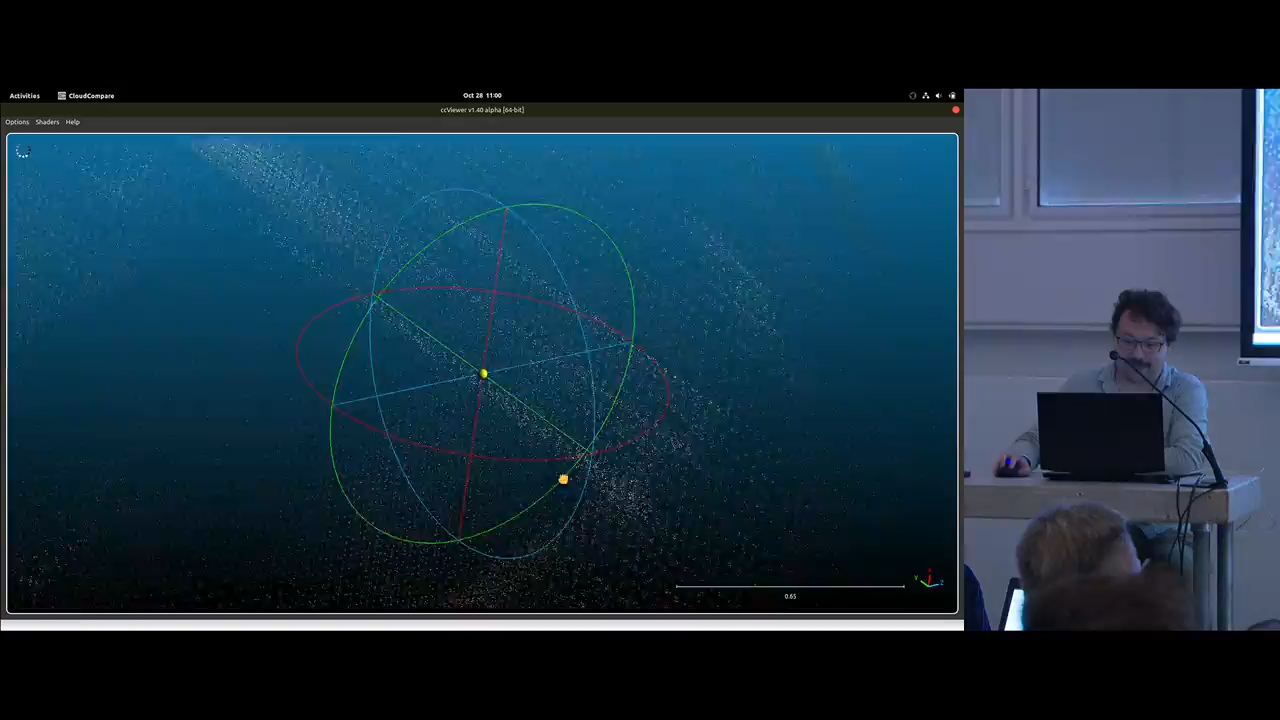 Activities CloudCompare Oct 28 11:00
ccViewer v1.40 alpha [64-bit]
Options Shaders Help
0.65
Y X Z